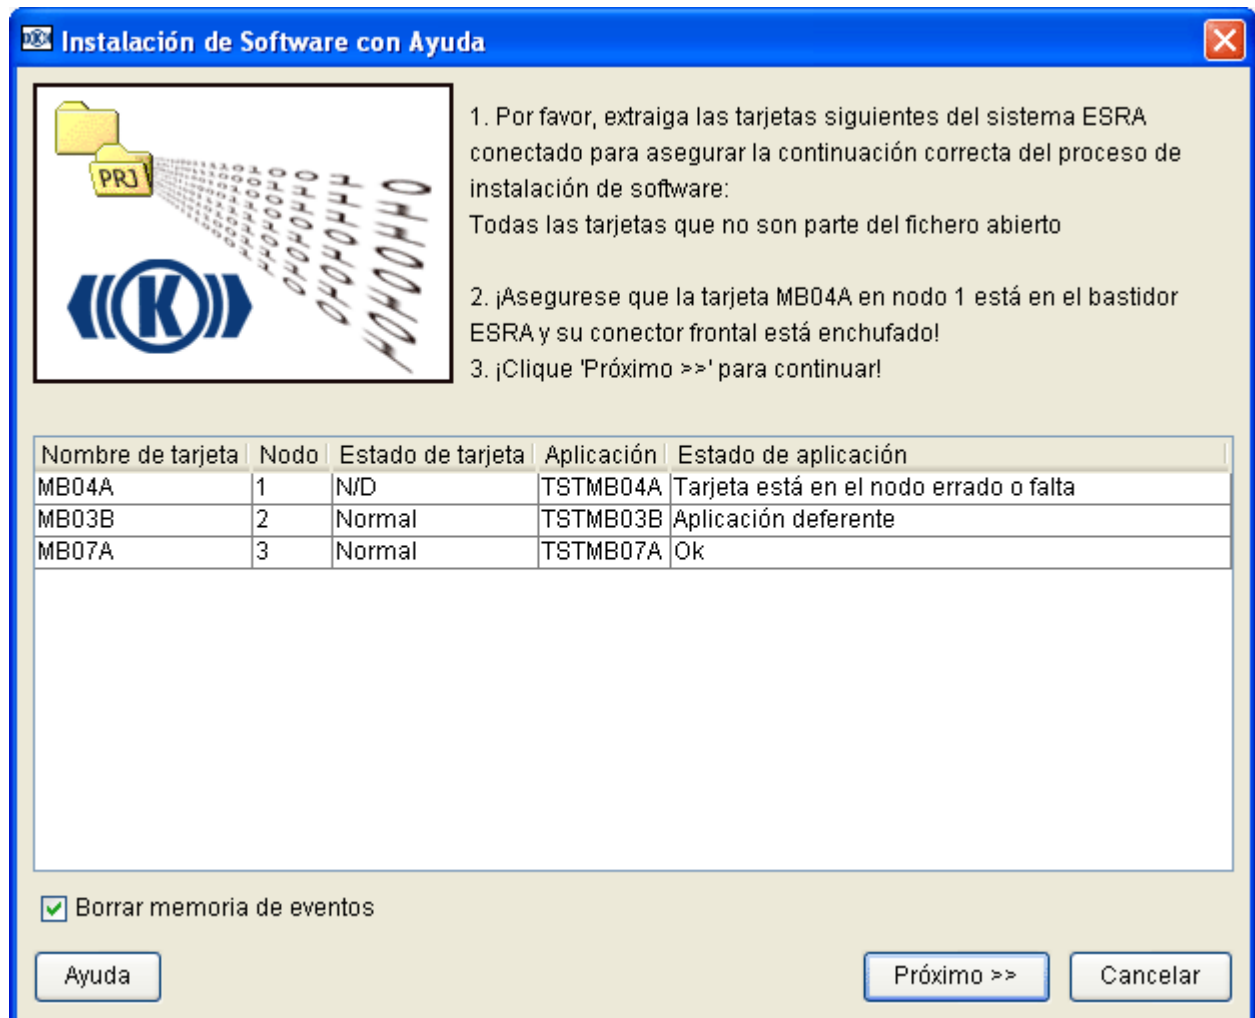 Instalación de Software con Ayuda
PRJ
K
1. Por favor, extraiga las tarjetas siguientes del sistema ESRA
conectado para asegurar la continuación correcta del proceso de
instalación de software:
Todas las tarjetas que no son parte del fichero abierto
2. ¡Asegurese que la tarjeta MB04A en nodo 1 está en el bastidor
ESRA y su conector frontal está enchufado!
3. ¡Clique 'Próximo >>' para continuar!
Nombre de tarjeta Nodo Estado de tarjeta Aplicación Estado de aplicación
MB04A 1 N/D TSTMB04A Tarjeta está en el nodo errado o falta
MB03B 2 Normal TSTMB03B Aplicación deferente
MB07A 3 Normal TSTMB07A Ok
Borrar memoria de eventos
Ayuda Próximo >> Cancelar